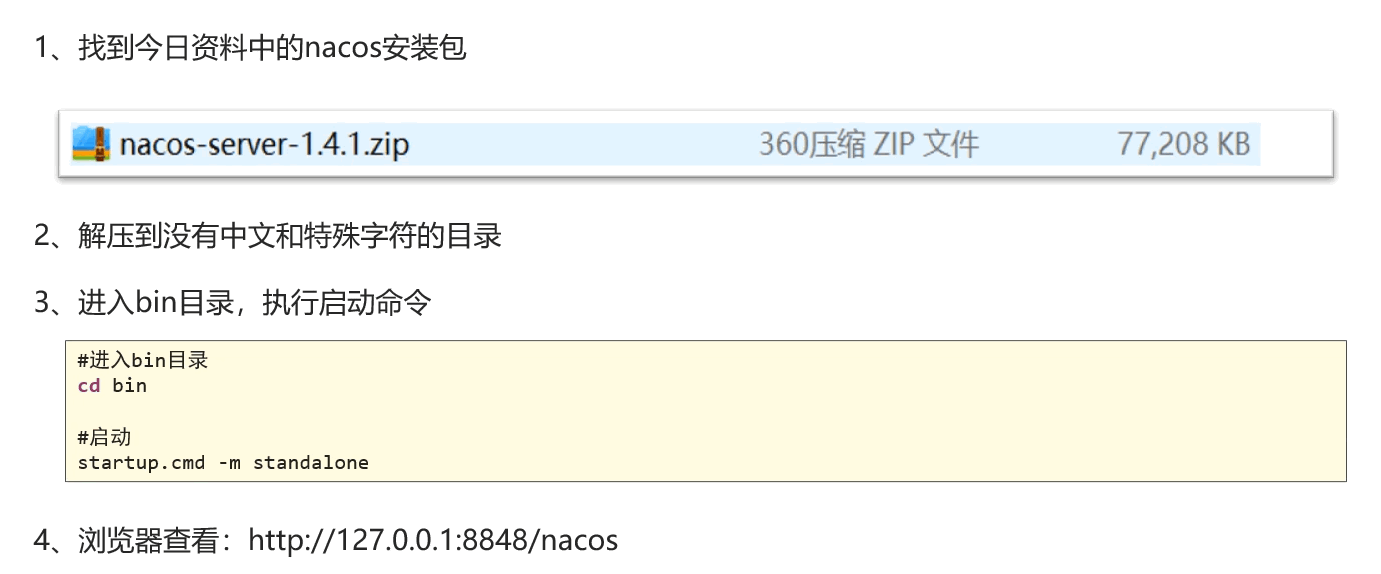 1、找到今日资料中的nacos安装包
nacos-server-1.4.1.zip 360压缩 ZIP 文件 77,208 KB
2、解压到没有中文和特殊字符的目录
3、进入bin目录，执行启动命令
#进入bin目录
cd bin
#启动
startup.cmd -m standalone
4、浏览器查看：http://127.0.0.1:8848/nacos